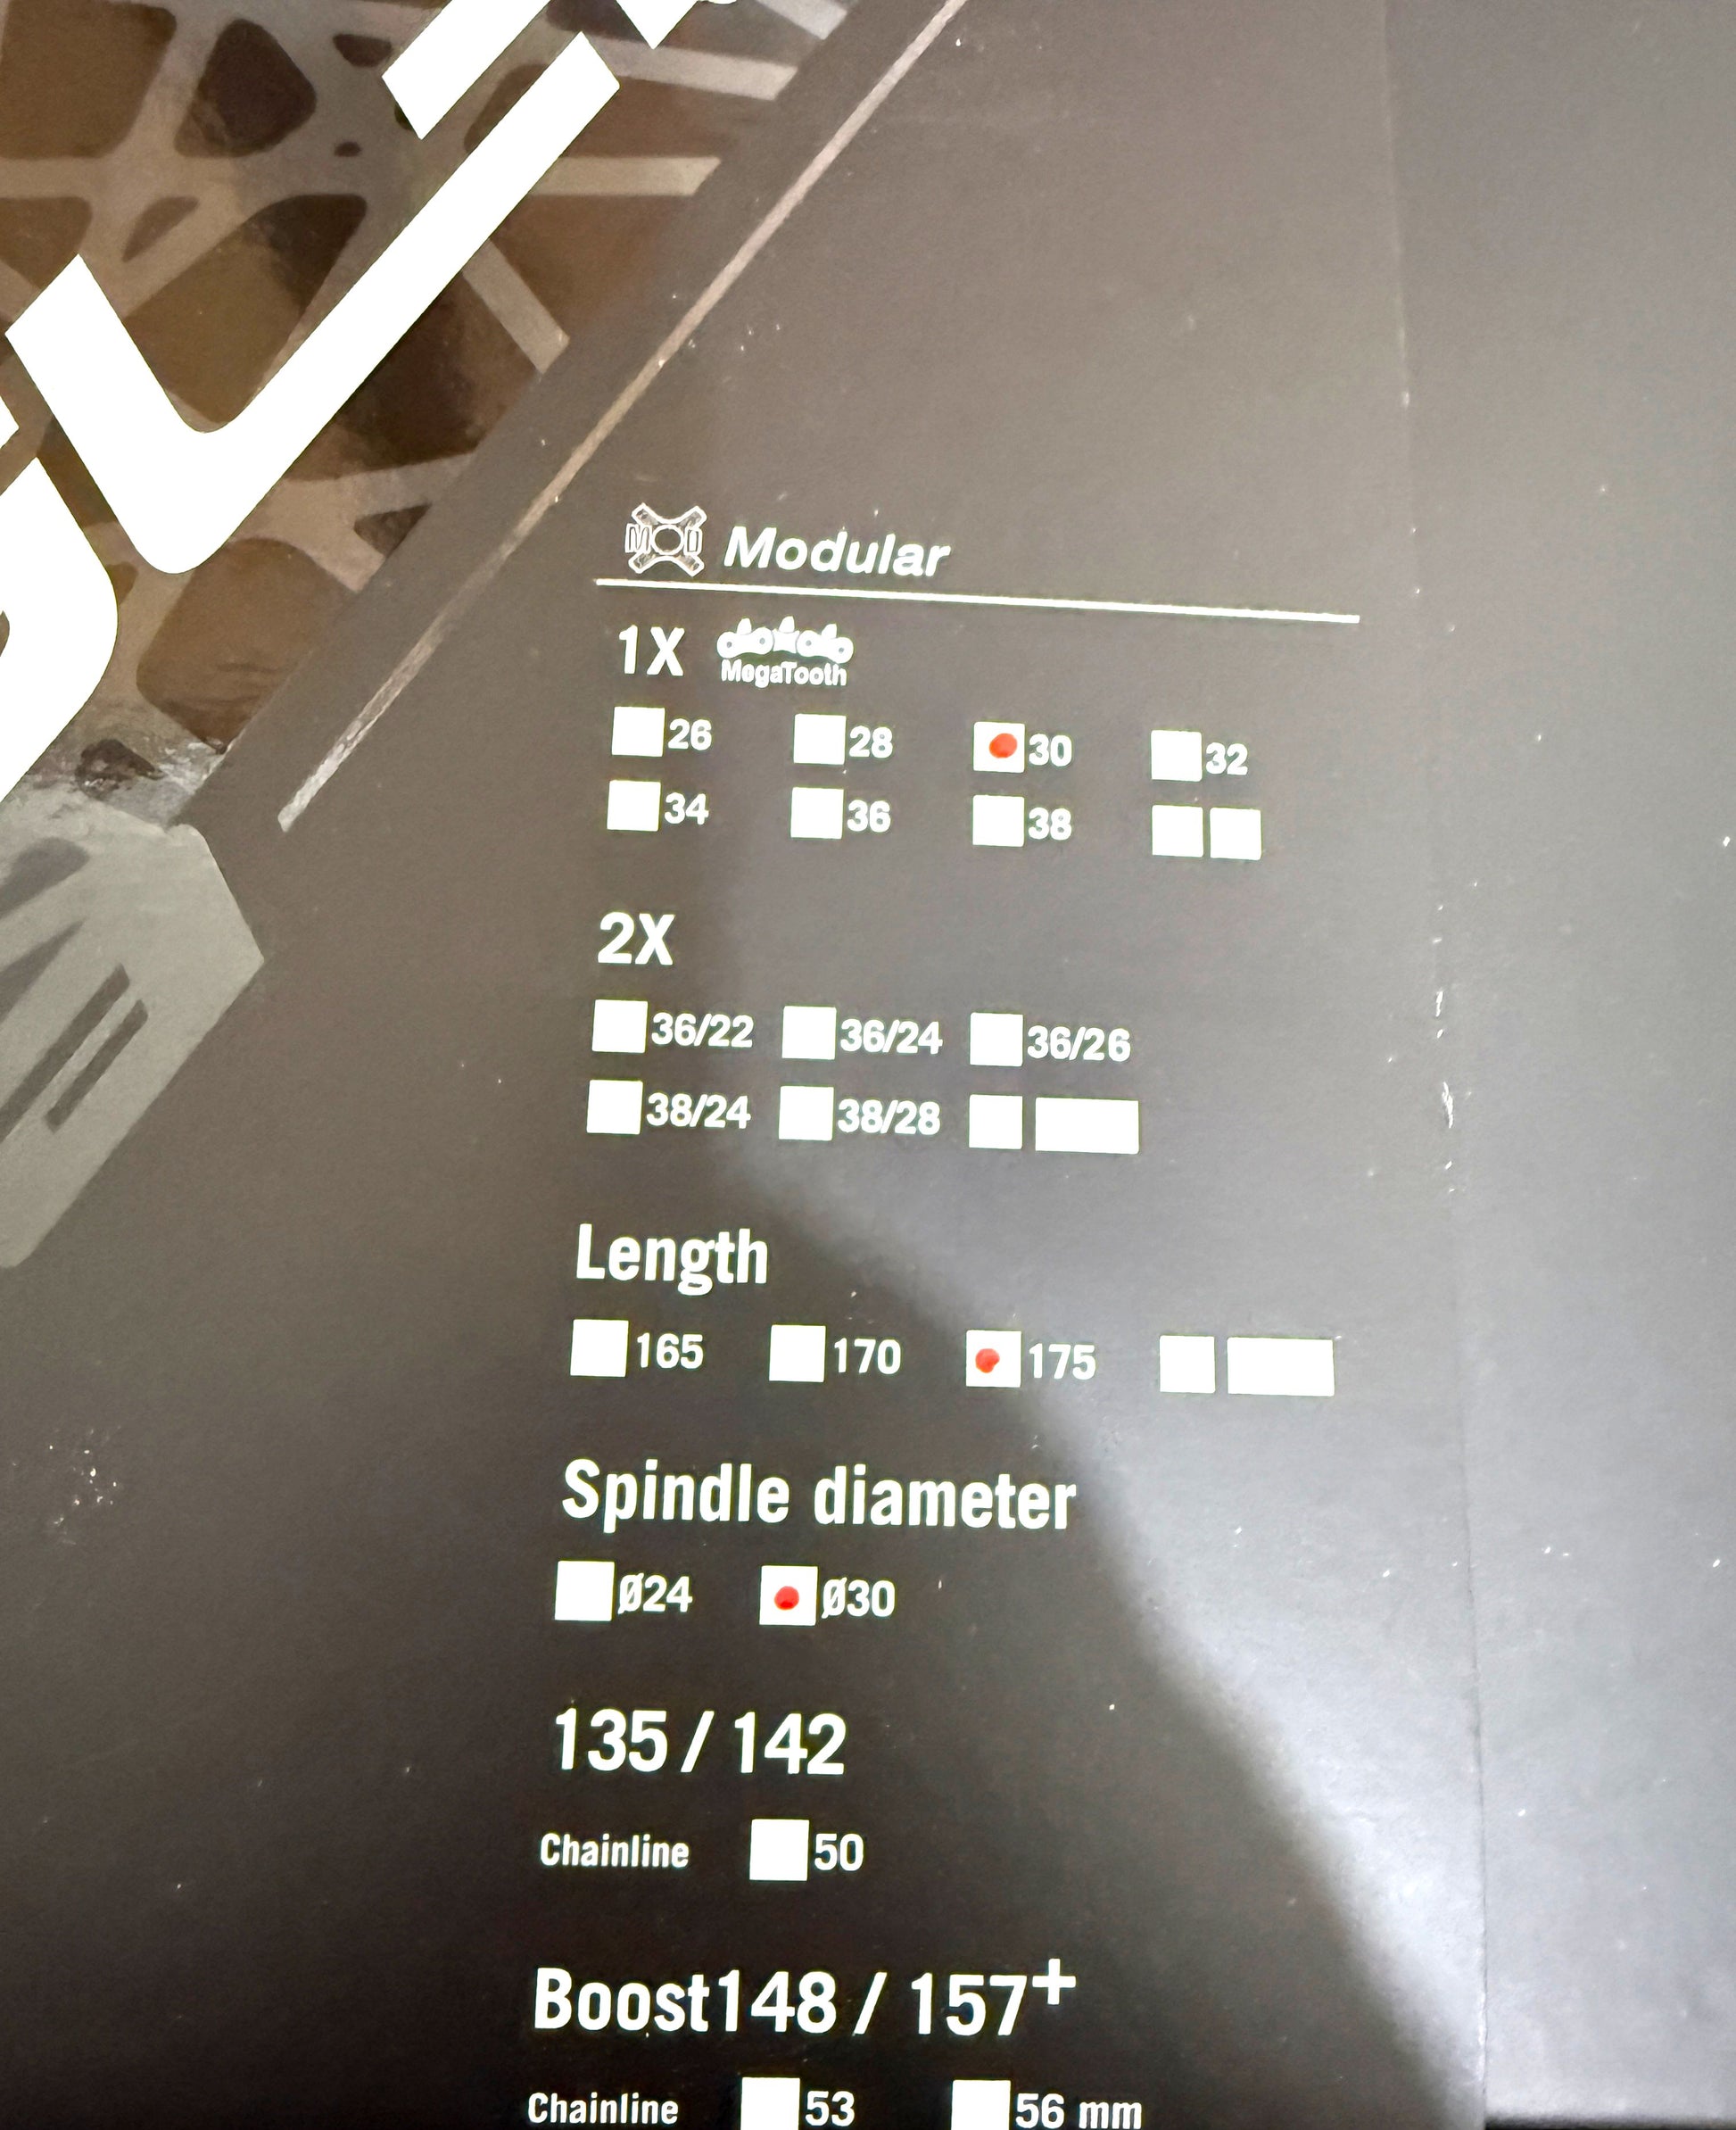 MOD Modular
1X MegaTooth
26 28 30 32
34 36 38
2X
36/22 36/24 36/26
38/24 38/28
Length
165 170 175
Spindle diameter
Ø24 Ø30
135 / 142
Chainline 50
Boost148 / 157+
Chainline 53 56 mm